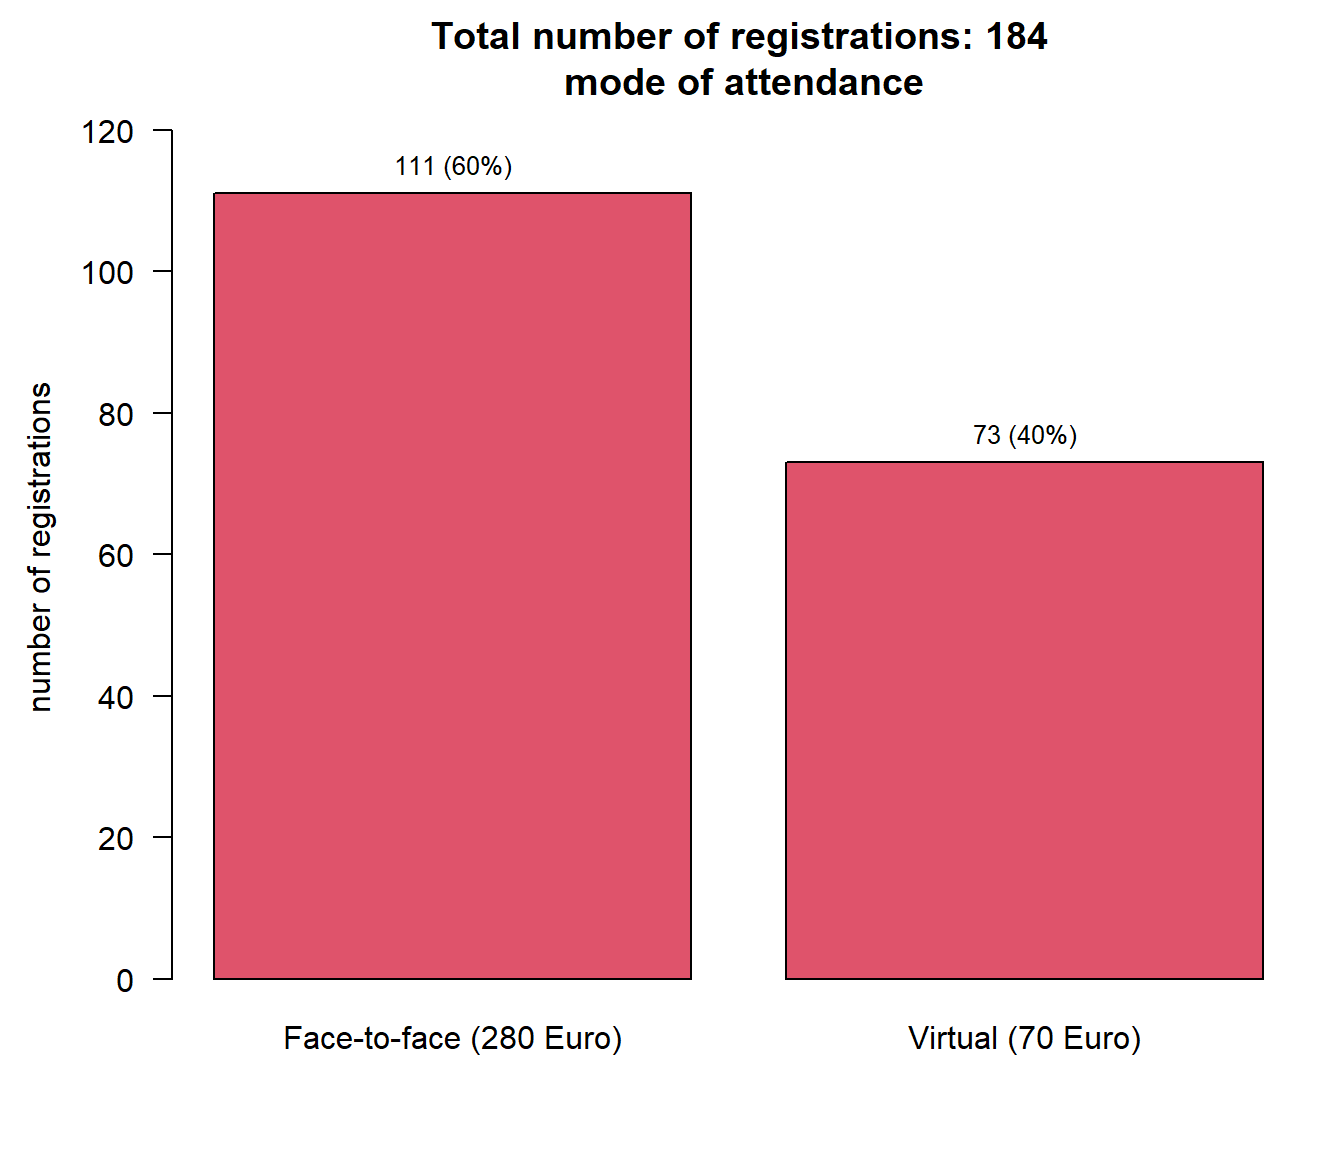 Total number of registrations: 184
mode of attendance
120
111 (60%)
100
80
73 (40%)
60
40
20
0
number of registrations
Face-to-face (280 Euro)
Virtual (70 Euro)